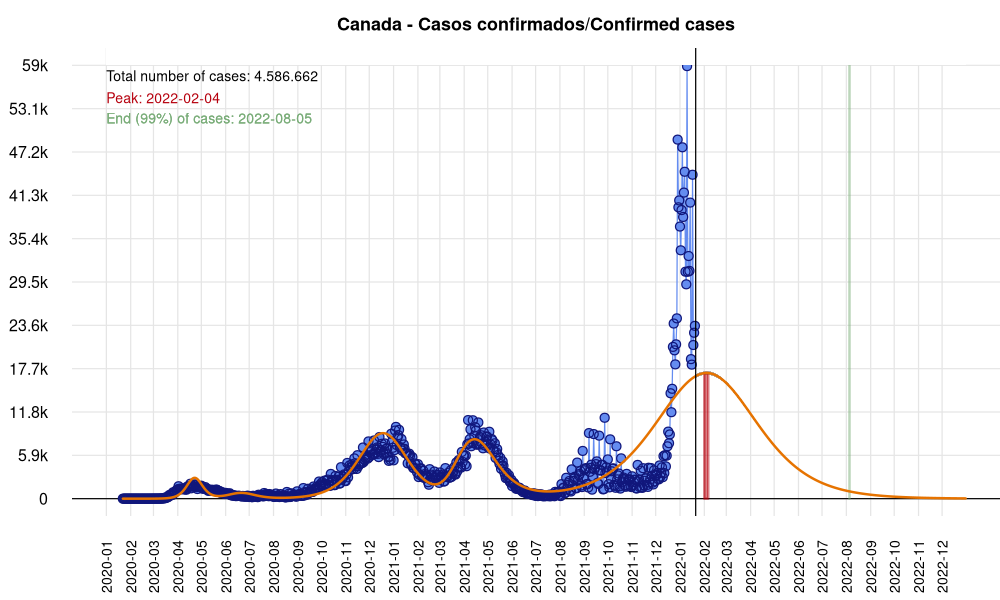 Canada - Casos confirmados/Confirmed cases
59k
Total number of cases: 4.586.662
Peak: 2022-02-04
53.1k
End (99%) of cases: 2022-08-05
47.2k
41.3k
35.4k
29.5k
23.6k
17.7k
11.8k
5.9k
0
2020-01
2020-02
2020-03
2020-04
2020-05
2020-06
2020-07
2020-08
2020-09
2020-10
2020-11
2020-12
2021-01
2021-02
2021-03
2021-04
2021-05
2021-06
2021-07
2021-08
2021-09
2021-10
2021-11
2021-12
2022-01
2022-02
2022-03
2022-04
2022-05
2022-06
2022-07
2022-08
2022-09
2022-10
2022-11
2022-12